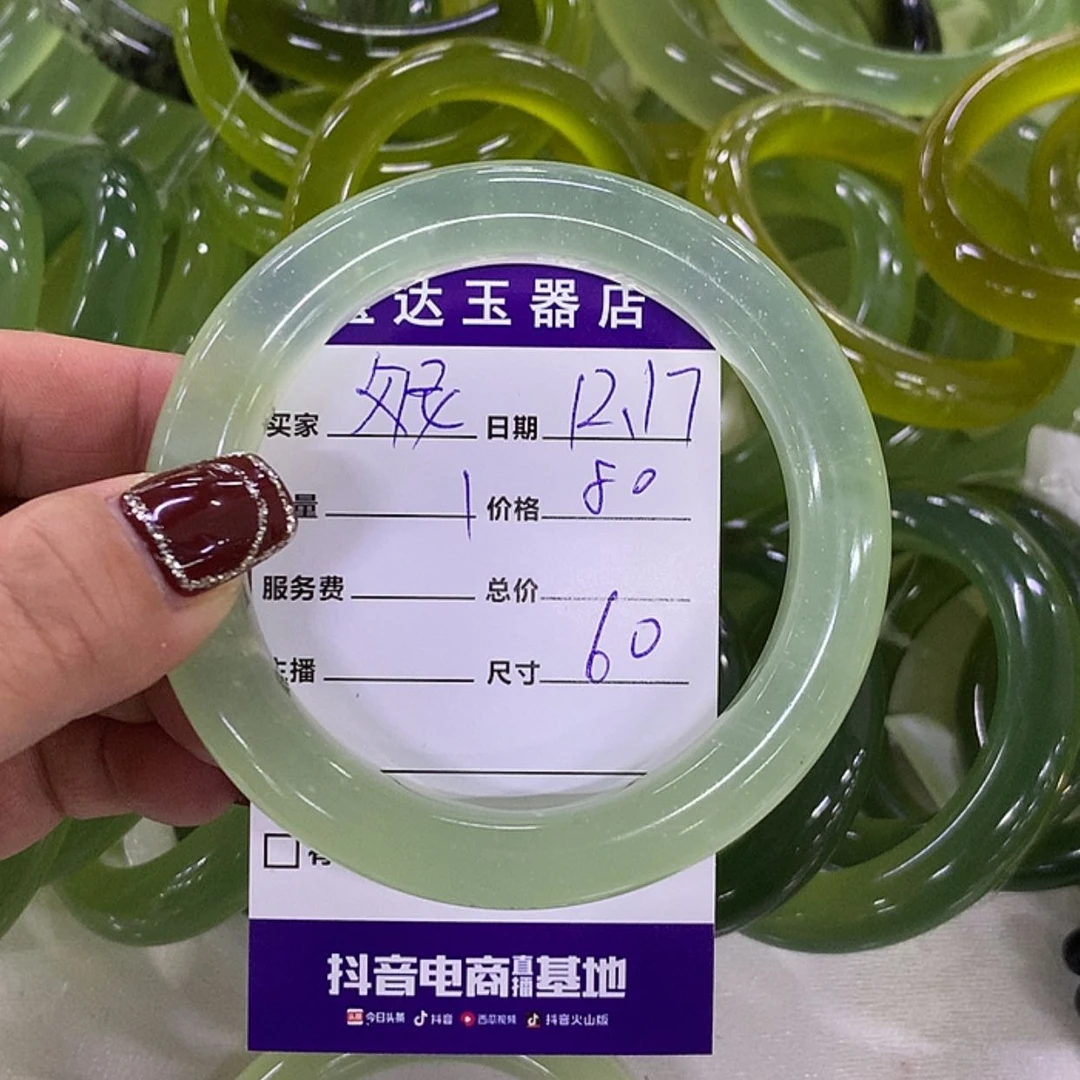 达玉器店
买家 日期 12.17
量 1 价格 80
服务费 总价
主播 尺寸 60
抖音电商直播基地
今日头条 抖音 西瓜视频 抖音火山版